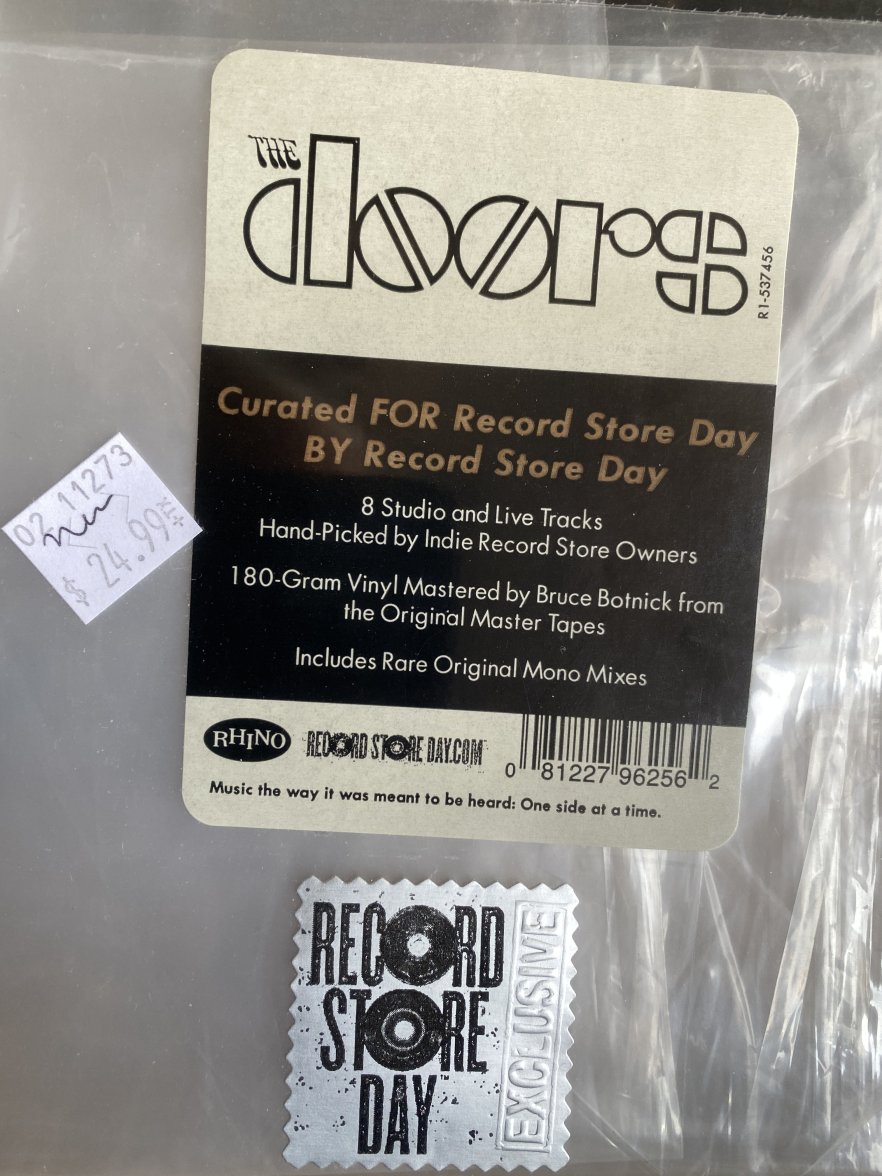 THE
doors
R1-537456
Curated FOR Record Store Day
BY Record Store Day
8 Studio and Live Tracks
Hand-Picked by Indie Record Store Owners
180-Gram Vinyl Mastered by Bruce Botnick from
the Original Master Tapes
Includes Rare Original Mono Mixes
RHINO
RECORD STORE DAY.COM
0 81227 96256 2
Music the way it was meant to be heard: One side at a time.
02 11273
$ 24.99
RECORD
STORE
DAY™
EXCLUSIVE